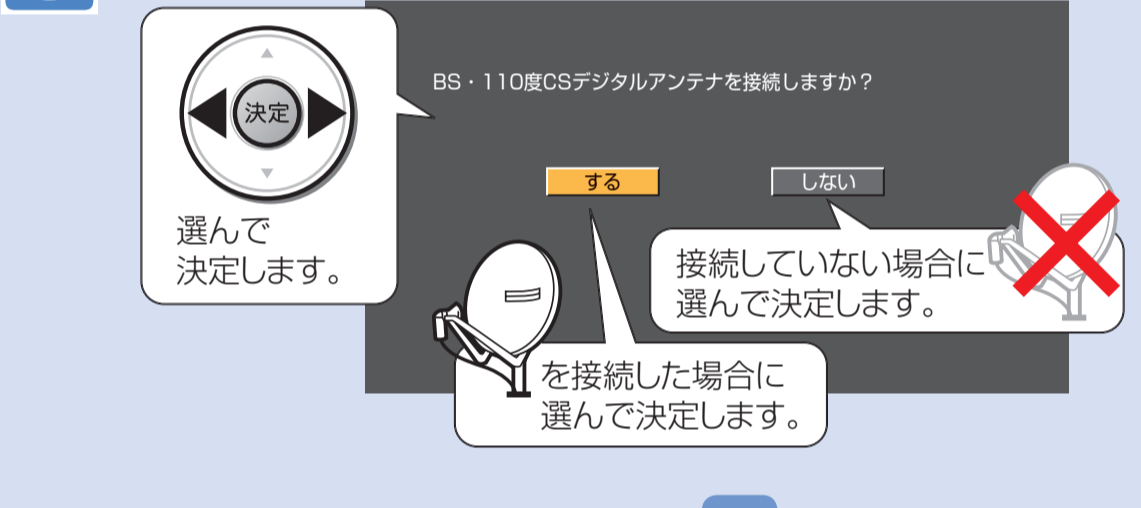 BS・110度CSデジタルアンテナを接続しますか？
決定
選んで
決定します。
する
しない
接続していない場合に
選んで決定します。
を接続した場合に
選んで決定します。